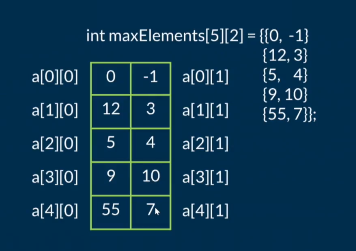 int maxElements[5][2] = {{0, -1}
{12, 3}
{5, 4}
{9, 10}
{55, 7}};
a[0][0] 0 -1 a[0][1]
a[1][0] 12 3 a[1][1]
a[2][0] 5 4 a[2][1]
a[3][0] 9 10 a[3][1]
a[4][0] 55 7 a[4][1]